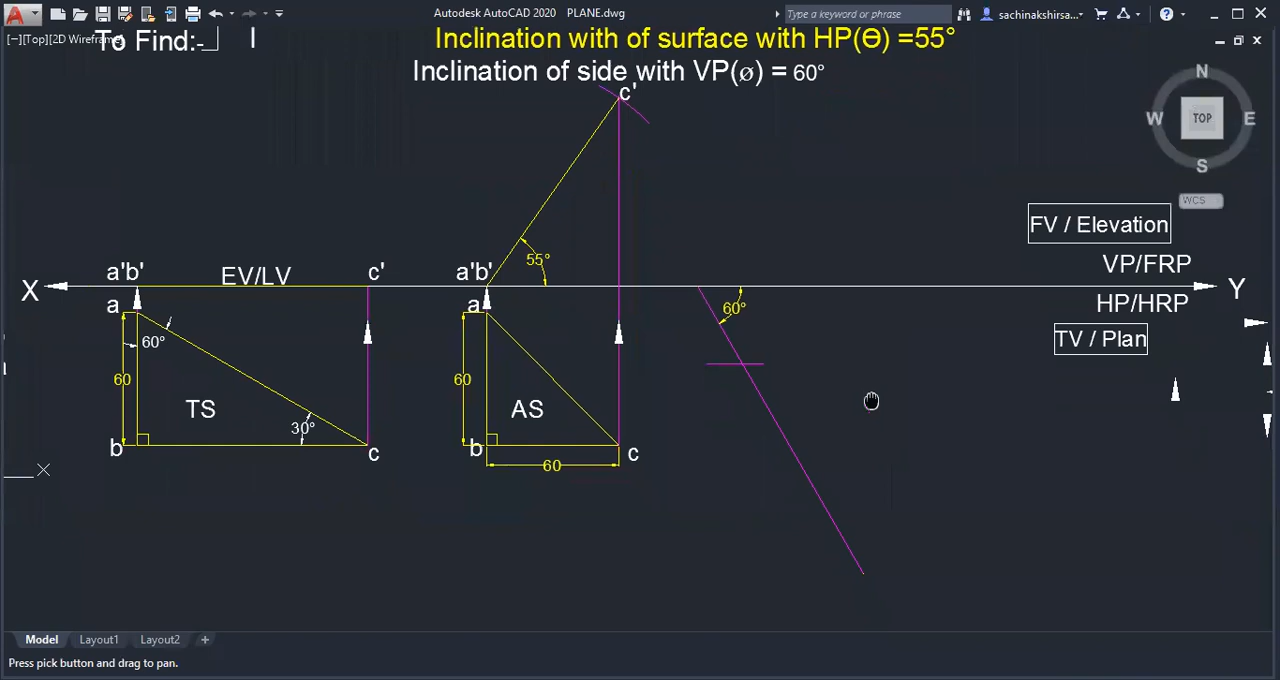 Autodesk AutoCAD 2020 PLANE.dwg
Type a keyword or phrase
sachinakshirsa...
[−][Top][2D Wireframe]
To Find:-
Inclination with of surface with HP(Ө) =55°
Inclination of side with VP(ø) = 60°
N
W TOP E
S
WCS
c'
FV / Elevation
VP/FRP
55°
a'b' EV/LV c' a'b'
X Y
HP/HRP
TV / Plan
a 60° a 60°
60 60
TS AS
30°
b c b c
60
Model Layout1 Layout2 +
Press pick button and drag to pan.